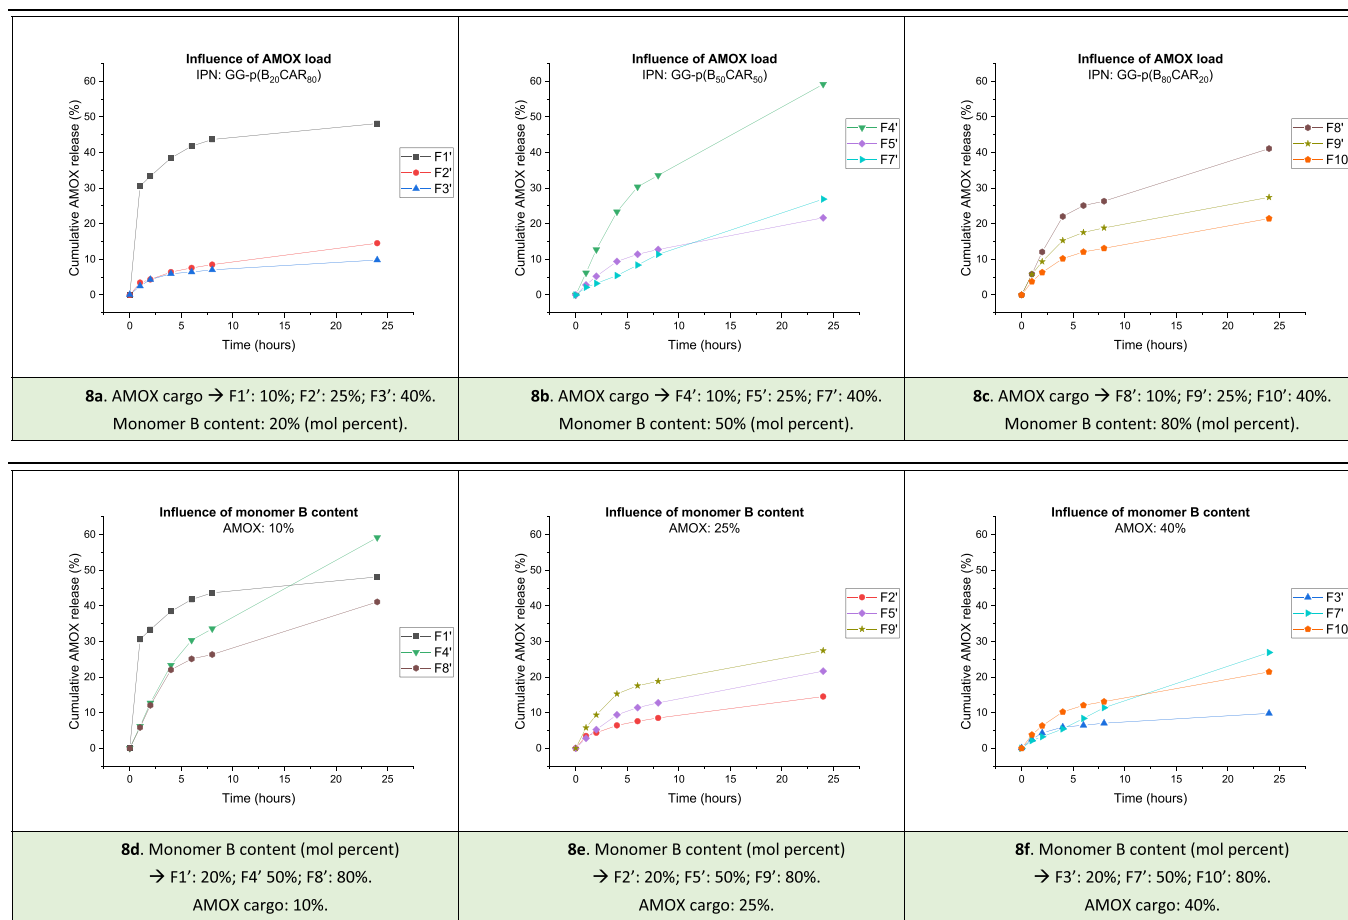 Influence of AMOX load
IPN: GG-p(B20CAR80)
Cumulative AMOX release (%)
60
50
40
30
20
10
0
0 5 10 15 20 25
Time (hours)
F1'
F2'
F3'
Influence of AMOX load
IPN: GG-p(B50CAR50)
Cumulative AMOX release (%)
60
50
40
30
20
10
0
0 5 10 15 20 25
Time (hours)
F4'
F5'
F7'
Influence of AMOX load
IPN: GG-p(B80CAR20)
Cumulative AMOX release (%)
60
50
40
30
20
10
0
0 5 10 15 20 25
Time (hours)
F8'
F9'
F10
8a. AMOX cargo → F1’: 10%; F2’: 25%; F3’: 40%.
Monomer B content: 20% (mol percent).
8b. AMOX cargo → F4’: 10%; F5’: 25%; F7’: 40%.
Monomer B content: 50% (mol percent).
8c. AMOX cargo → F8’: 10%; F9’: 25%; F10’: 40%.
Monomer B content: 80% (mol percent).
Influence of monomer B content
AMOX: 10%
Cumulative AMOX release (%)
60
50
40
30
20
10
0
0 5 10 15 20 25
Time (hours)
F1'
F4'
F8'
Influence of monomer B content
AMOX: 25%
Cumulative AMOX release (%)
60
50
40
30
20
10
0
0 5 10 15 20 25
Time (hours)
F2'
F5'
F9'
Influence of monomer B content
AMOX: 40%
Cumulative AMOX release (%)
60
50
40
30
20
10
0
0 5 10 15 20 25
Time (hours)
F3'
F7'
F10
8d. Monomer B content (mol percent)
→ F1’: 20%; F4’ 50%; F8’: 80%.
AMOX cargo: 10%.
8e. Monomer B content (mol percent)
→ F2’: 20%; F5’: 50%; F9’: 80%.
AMOX cargo: 25%.
8f. Monomer B content (mol percent)
→ F3’: 20%; F7’: 50%; F10’: 80%.
AMOX cargo: 40%.